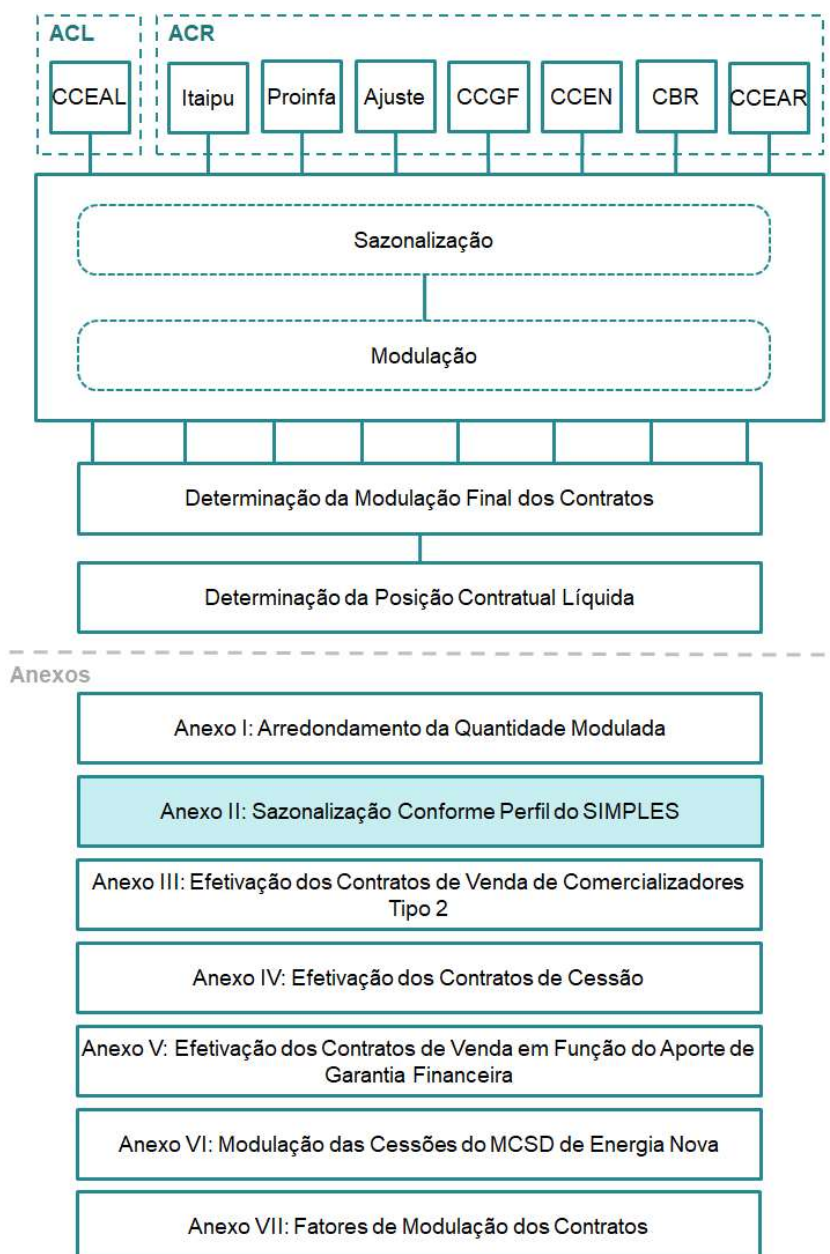 ACL
ACR
CCEAL
Itaipu
Proinfa
Ajuste
CCGF
CCEN
CBR
CCEAR
Sazonalização
Modulação
Determinação da Modulação Final dos Contratos
Determinação da Posição Contratual Líquida
Anexos
Anexo I: Arredondamento da Quantidade Modulada
Anexo II: Sazonalização Conforme Perfil do SIMPLES
Anexo III: Efetivação dos Contratos de Venda de Comercializadores
Tipo 2
Anexo IV: Efetivação dos Contratos de Cessão
Anexo V: Efetivação dos Contratos de Venda em Função do Aporte de
Garantia Financeira
Anexo VI: Modulação das Cessões do MCSD de Energia Nova
Anexo VII: Fatores de Modulação dos Contratos